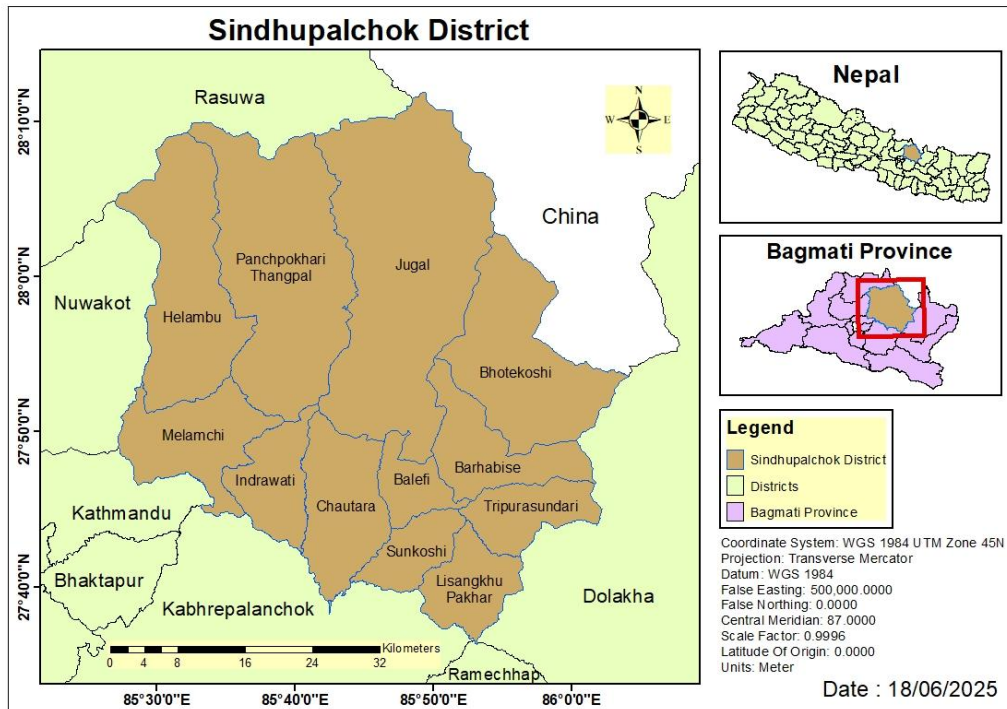 Sindhupalchok District
Rasuwa
N
W E
S
China
Panchpokhari
Thangpal
Jugal
Nuwakot
Helambu
Bhotekoshi
Melamchi
Barhabise
Indrawati
Balefi
Chautara
Tripurasundari
Kathmandu
Sunkoshi
Bhaktapur
Lisangkhu
Pakhar
Kabhrepalanchok
Dolakha
Kilometers
0 4 8 16 24 32
Ramechhap
28°10'0"N
28°0'0"N
27°50'0"N
27°40'0"N
85°30'0"E 85°40'0"E 85°50'0"E 86°0'0"E
Nepal
Bagmati Province
Legend
Sindhupalchok District
Districts
Bagmati Province
Coordinate System: WGS 1984 UTM Zone 45N
Projection: Transverse Mercator
Datum: WGS 1984
False Easting: 500,000.0000
False Northing: 0.0000
Central Meridian: 87.0000
Scale Factor: 0.9996
Latitude Of Origin: 0.0000
Units: Meter
Date : 18/06/2025